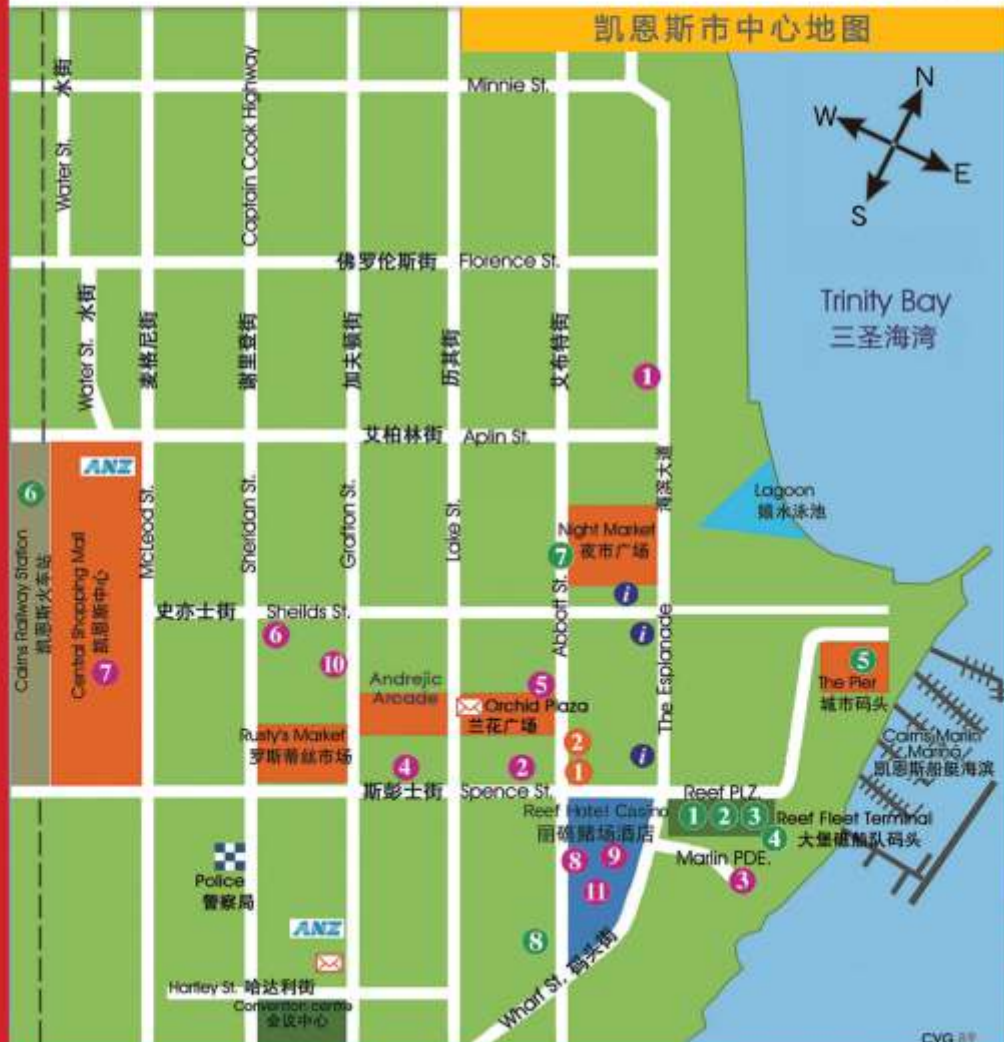 凯恩斯市中心地图
N
W
E
S
Minnie St.
水街
Water St.
Captain Cook Highway
佛罗伦斯街 Florence St.
Trinity Bay
三圣海湾
水街
Water St.
麦格尼街
谢里登街
加夫顿街
历其街
艾布特街
1
艾柏林街 Aplin St.
ANZ
6
Cairns Railway Station
凯恩斯火车站
Central Shopping Mall
凯恩斯中心
7
McLeod St.
Sheridan St.
Grafton St.
Lake St.
Abbott St.
海滨大道
The Esplanade
Lagoon
Night Market
夜市广场
7
i
史亦士街 Sheilds St.
i
6
10
Andrejic
Arcade
5
Orchid Plaza
兰花广场
5
The Pier
城市码头
Rusty's Market
罗斯蒂丝市场
4
2
2
1
i
Cairns Marlin
Marina
凯恩斯船艇海滨
斯彭士街 Spence St.
Reef PLZ.
Reef Hotel Casino
丽礁赌场酒店
1 2 3
Reef Fleet Terminal
4
大堡礁船队码头
Marlin PDE.
8
9
3
11
Police
警察局
ANZ
8
Wharf St. 码头街
Hartley St. 哈达利街
Convention centre
会议中心
CYG